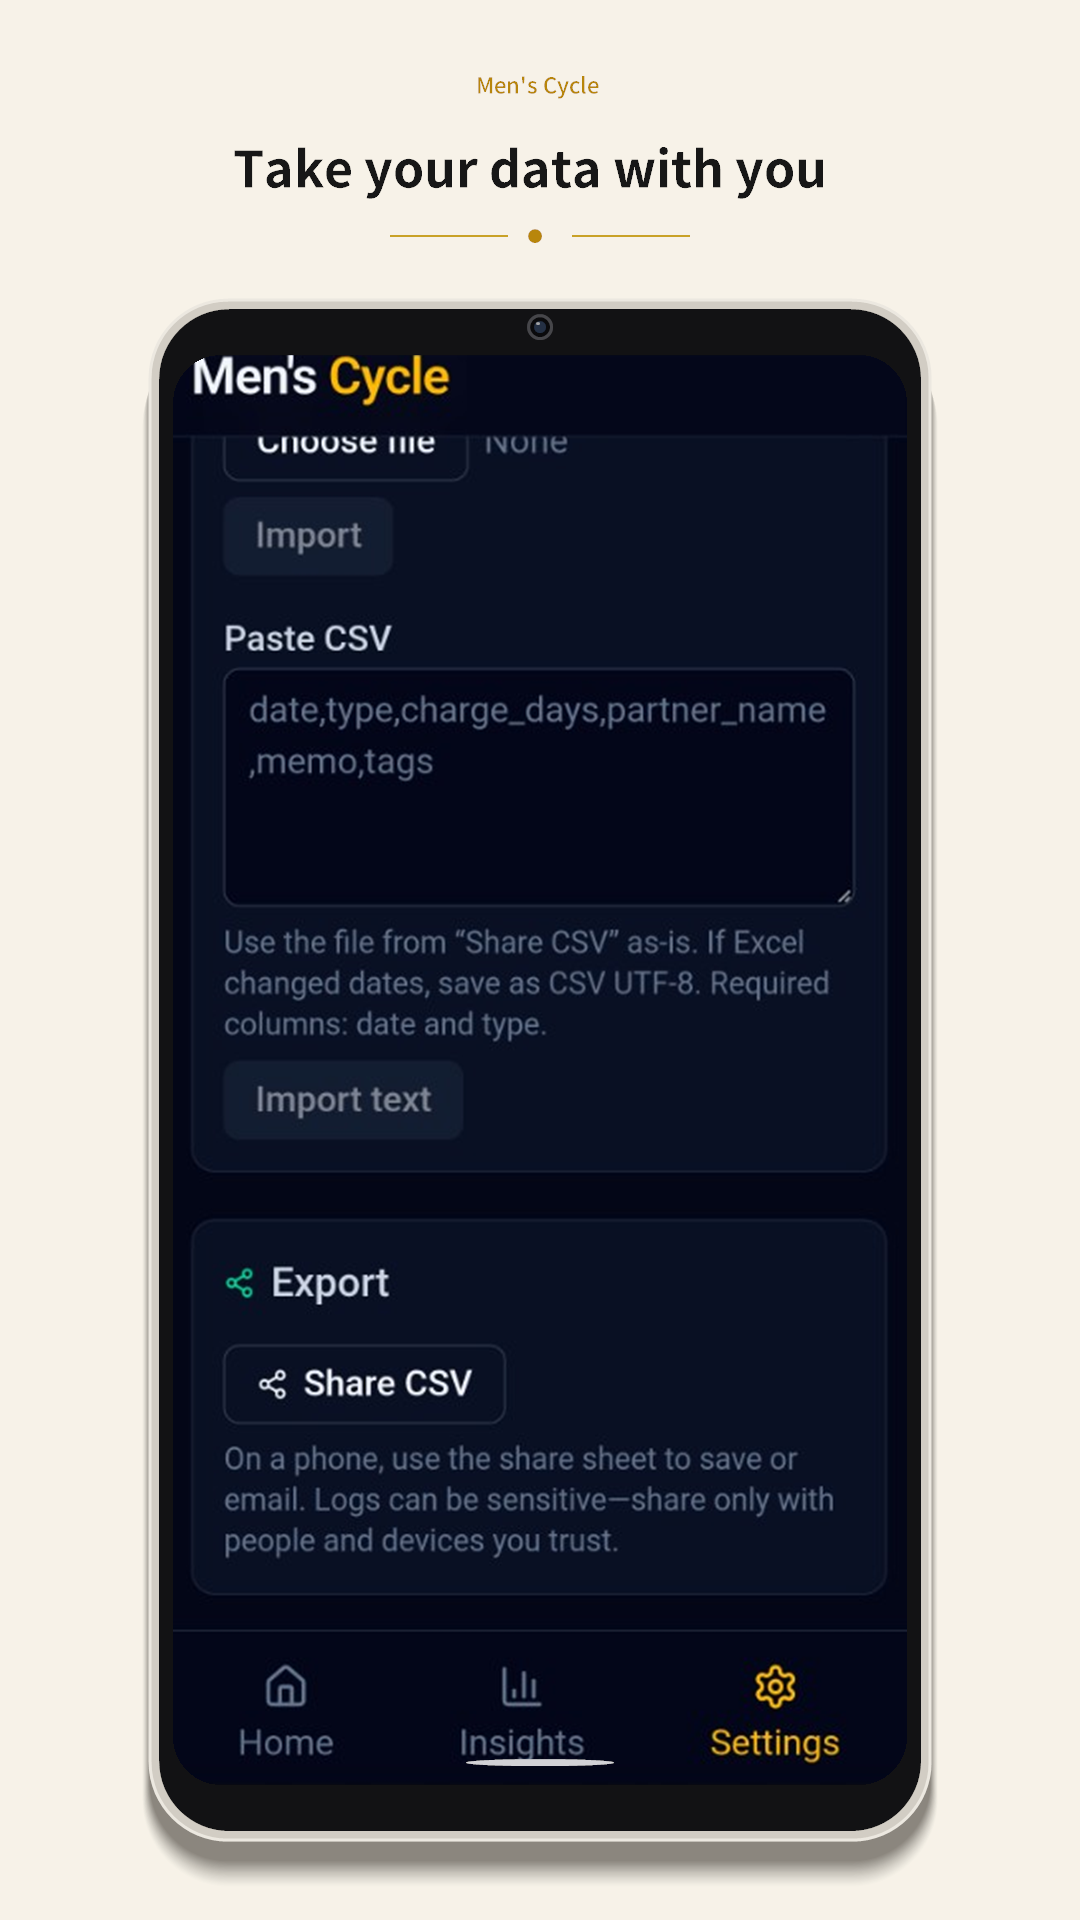 Men's Cycle
Take your data with you
Men's Cycle
Choose file
None
Import
Paste CSV
date,type,charge_days,partner_name
,memo,tags
Use the file from “Share CSV” as-is. If Excel
changed dates, save as CSV UTF-8. Required
columns: date and type.
Import text
Export
Share CSV
On a phone, use the share sheet to save or
email. Logs can be sensitive—share only with
people and devices you trust.
Home
Insights
Settings